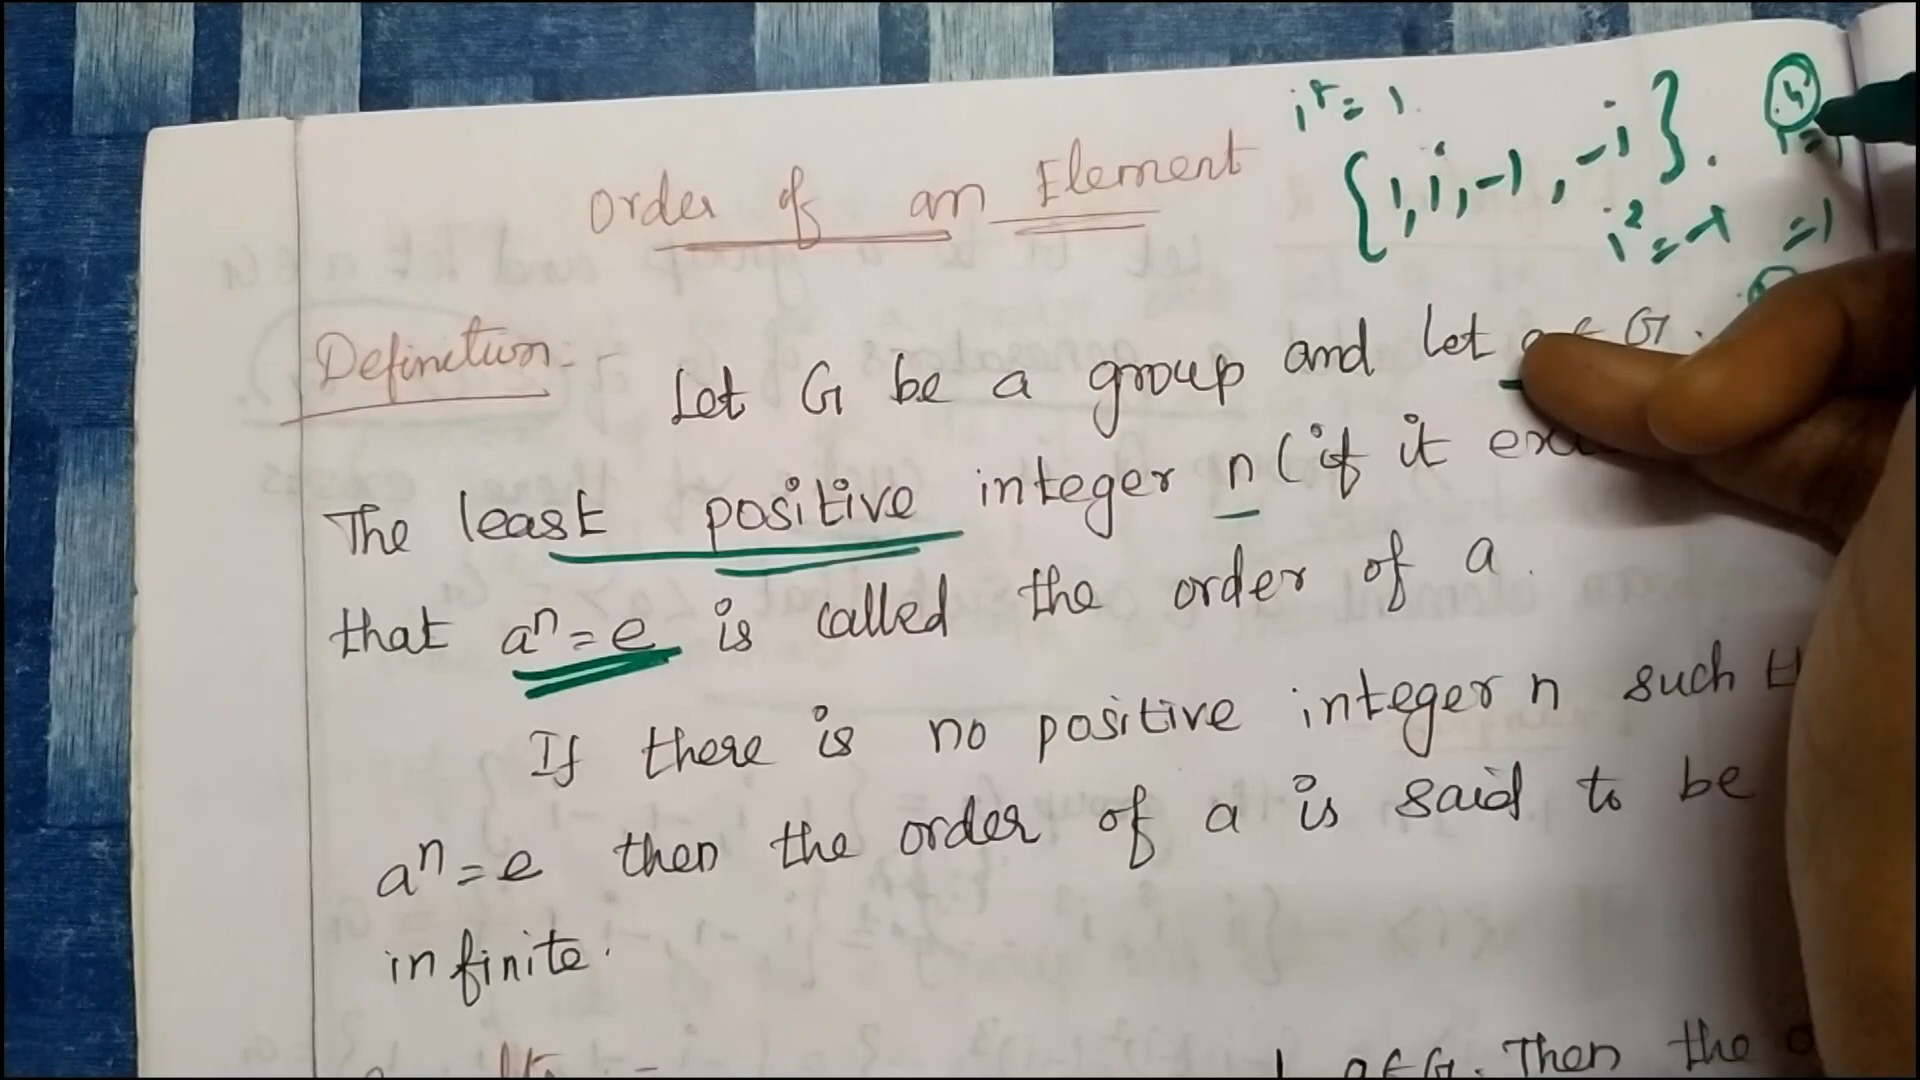 i⁸ = 1.
Order of an Element
{1, i, -1, -i}.
i² = -1 = 1
Definition - Let G be a group and let a ∈ G.
The least positive integer n (if it
that aⁿ = e is called the order of a.
If there is no positive integer n such
aⁿ = e then the order of a is said to be
infinite.
a ∈ G. Then the